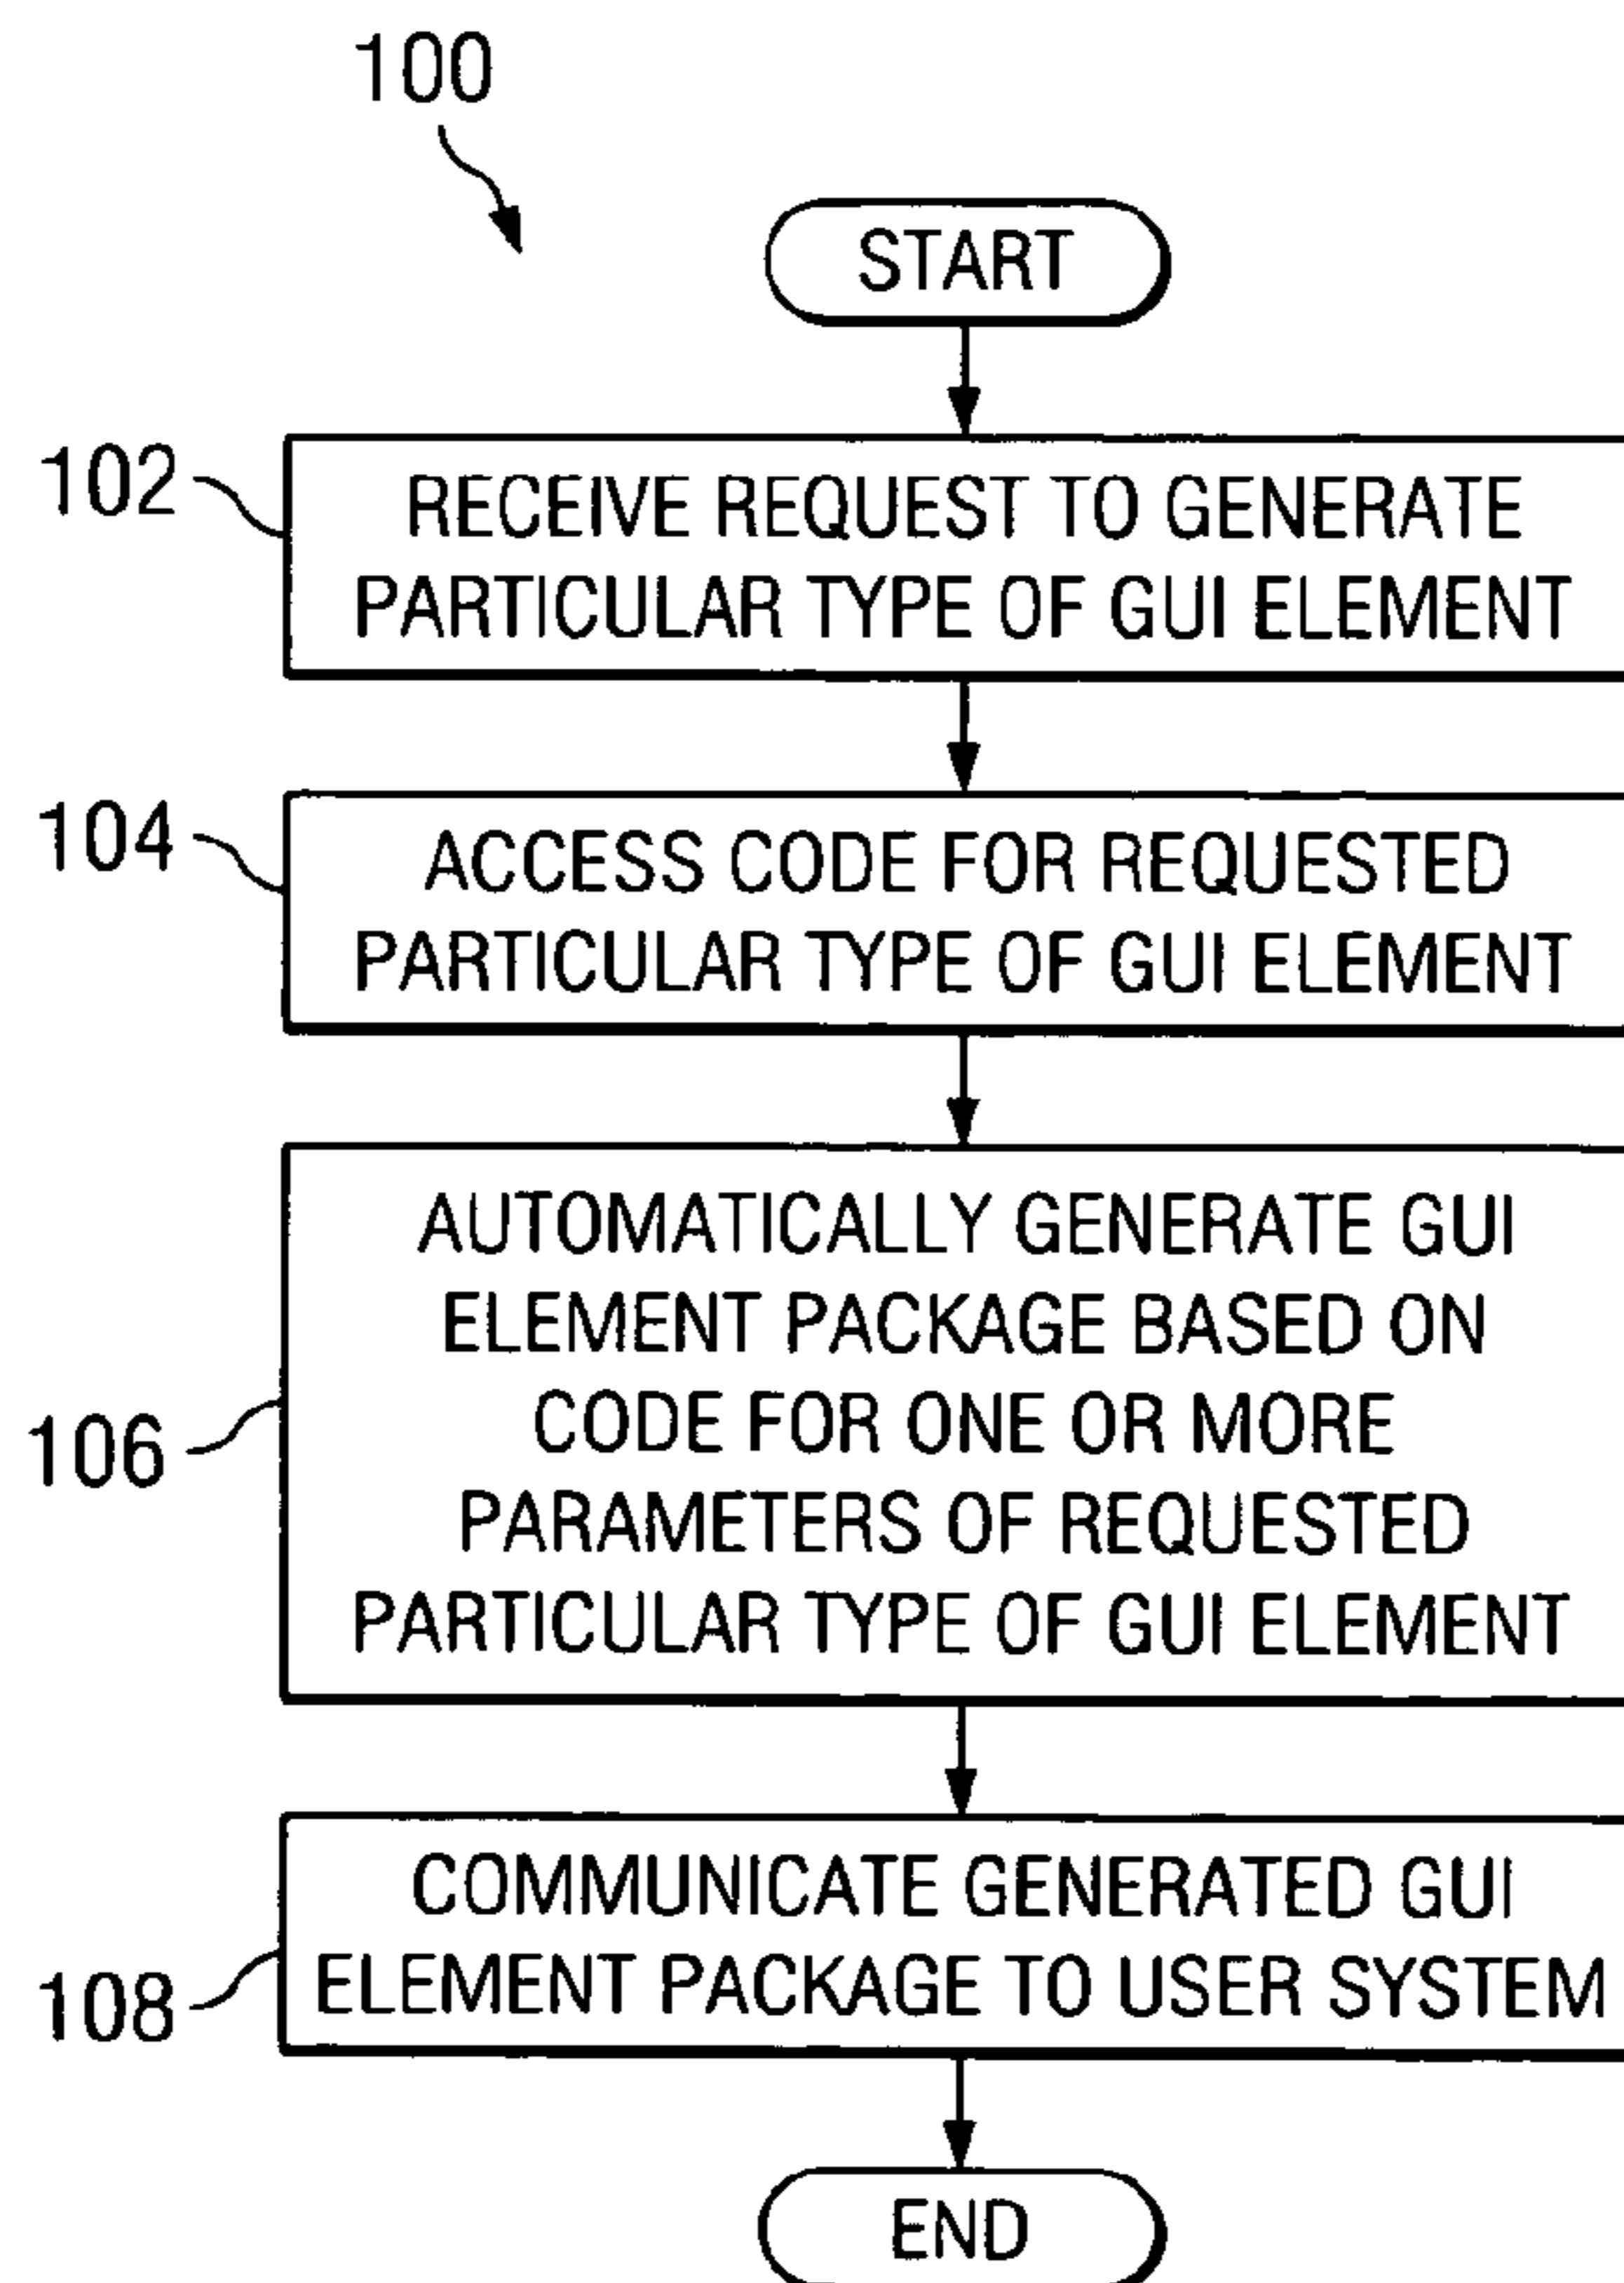 100
START
102
RECEIVE REQUEST TO GENERATE
PARTICULAR TYPE OF GUI ELEMENT
104
ACCESS CODE FOR REQUESTED
PARTICULAR TYPE OF GUI ELEMENT
106
AUTOMATICALLY GENERATE GUI
ELEMENT PACKAGE BASED ON
CODE FOR ONE OR MORE
PARAMETERS OF REQUESTED
PARTICULAR TYPE OF GUI ELEMENT
108
COMMUNICATE GENERATED GUI
ELEMENT PACKAGE TO USER SYSTEM
END